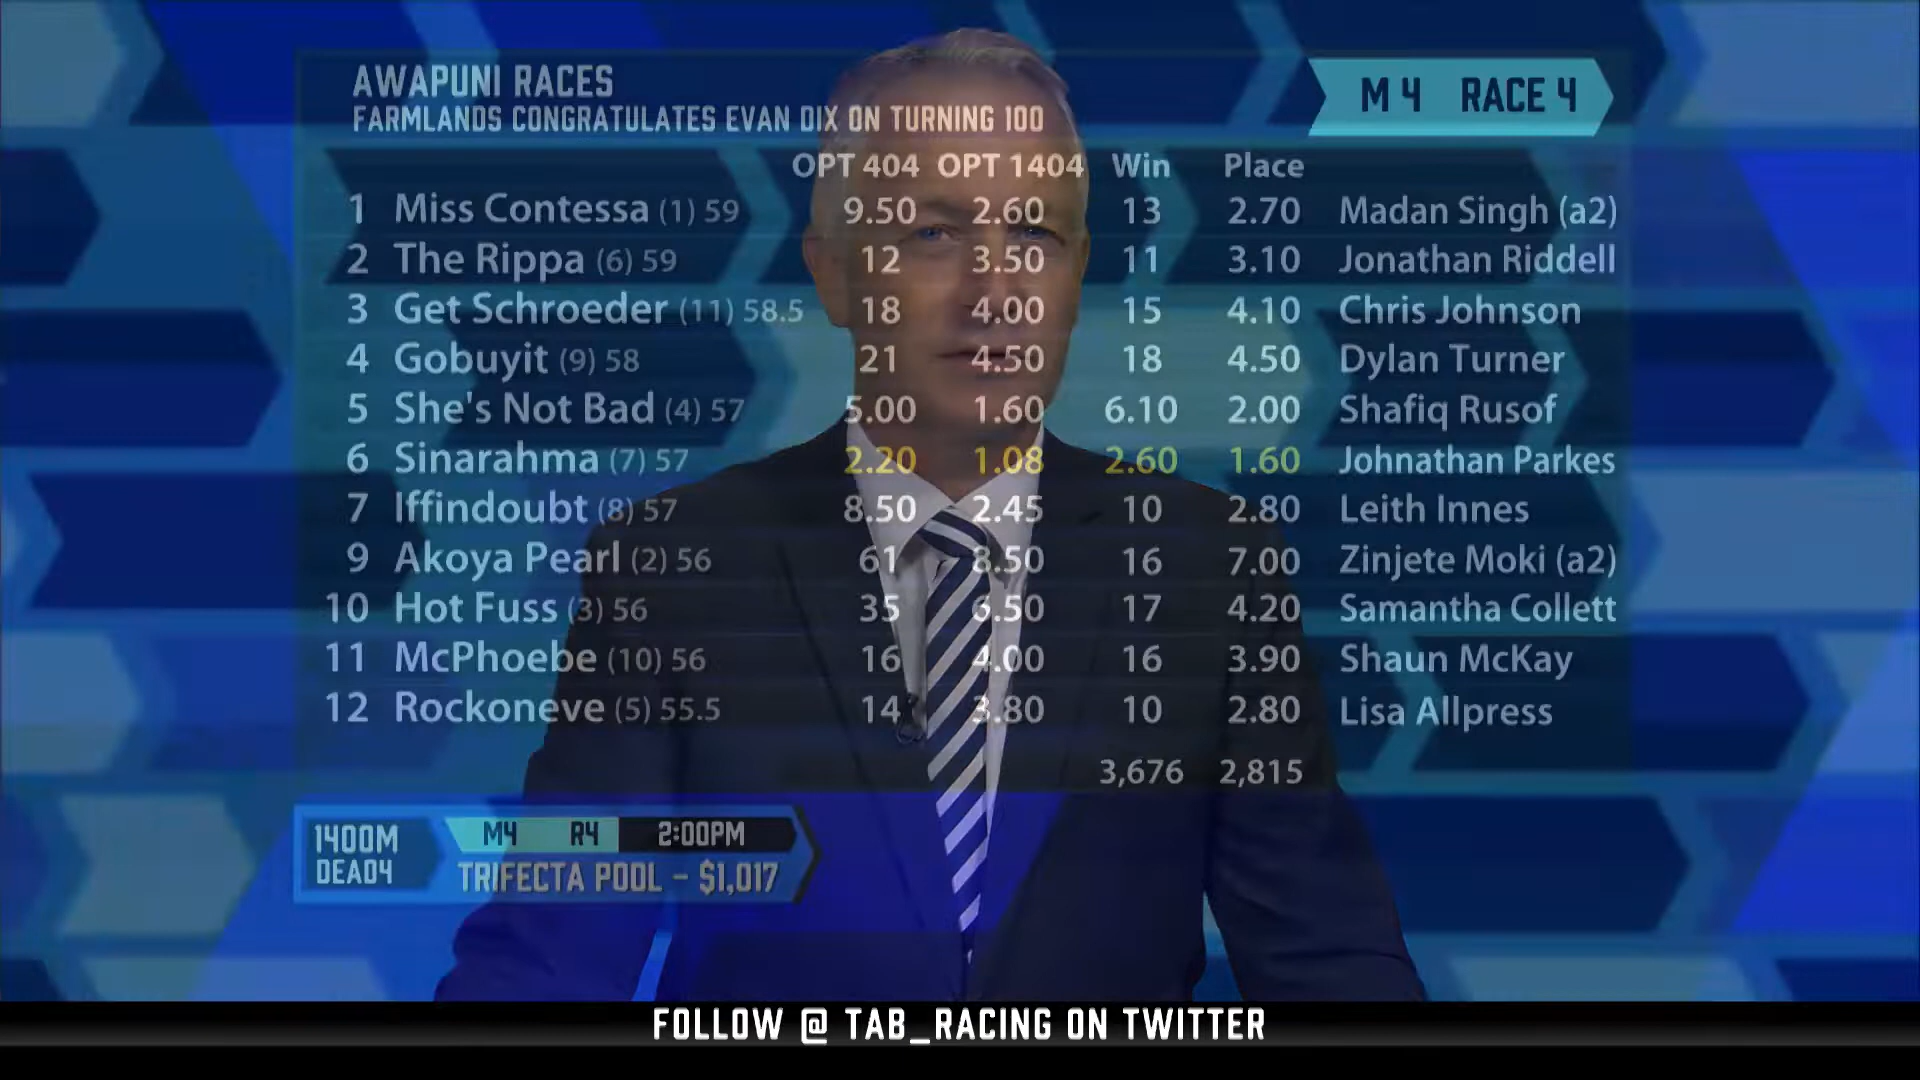 AWAPUNI RACES
FARMLANDS CONGRATULATES EVAN DIX ON TURNING 100
M 4 RACE 4
OPT 404 OPT 1404 Win Place
1 Miss Contessa (1) 59 9.50 2.60 13 2.70 Madan Singh (a2)
2 The Rippa (6) 59 12 3.50 11 3.10 Jonathan Riddell
3 Get Schroeder (11) 58.5 18 4.00 15 4.10 Chris Johnson
4 Gobuyit (9) 58 21 4.50 18 4.50 Dylan Turner
5 She's Not Bad (4) 57 5.00 1.60 6.10 2.00 Shafiq Rusof
6 Sinarahma (7) 57 2.20 1.08 2.60 1.60 Johnathan Parkes
7 Iffindoubt (8) 57 8.50 2.45 10 2.80 Leith Innes
9 Akoya Pearl (2) 56 61 8.50 16 7.00 Zinjete Moki (a2)
10 Hot Fuss (3) 56 35 6.50 17 4.20 Samantha Collett
11 McPhoebe (10) 56 16 4.00 16 3.90 Shaun McKay
12 Rockoneve (5) 55.5 14 3.80 10 2.80 Lisa Allpress
3,676 2,815
1400M
DEAD4
M4 R4 2:00PM
TRIFECTA POOL - $1,017
FOLLOW @ TAB_RACING ON TWITTER